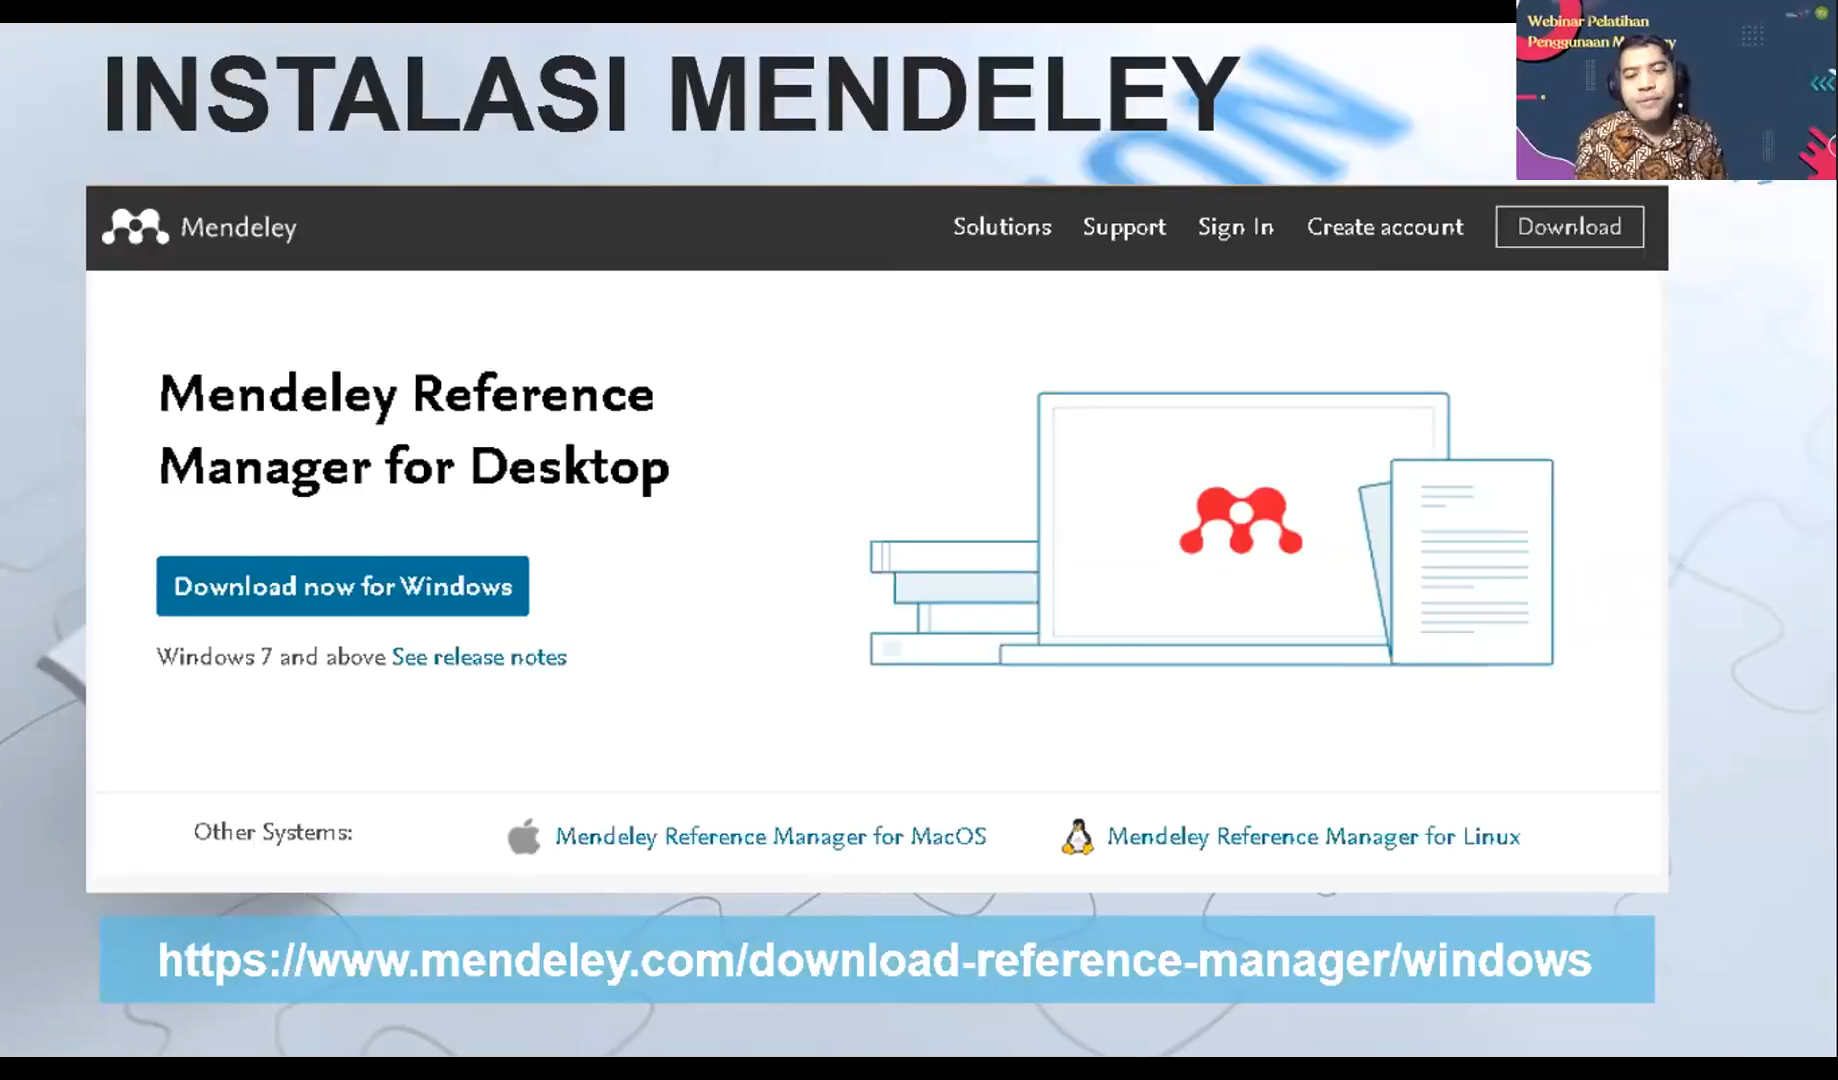 INSTALASI MENDELEY
Webinar Pelatihan
Penggunaan
Mendeley
Solutions Support Sign In Create account Download
Mendeley Reference
Manager for Desktop
Download now for Windows
Windows 7 and above See release notes
Other Systems:
Mendeley Reference Manager for MacOS
Mendeley Reference Manager for Linux
https://www.mendeley.com/download-reference-manager/windows